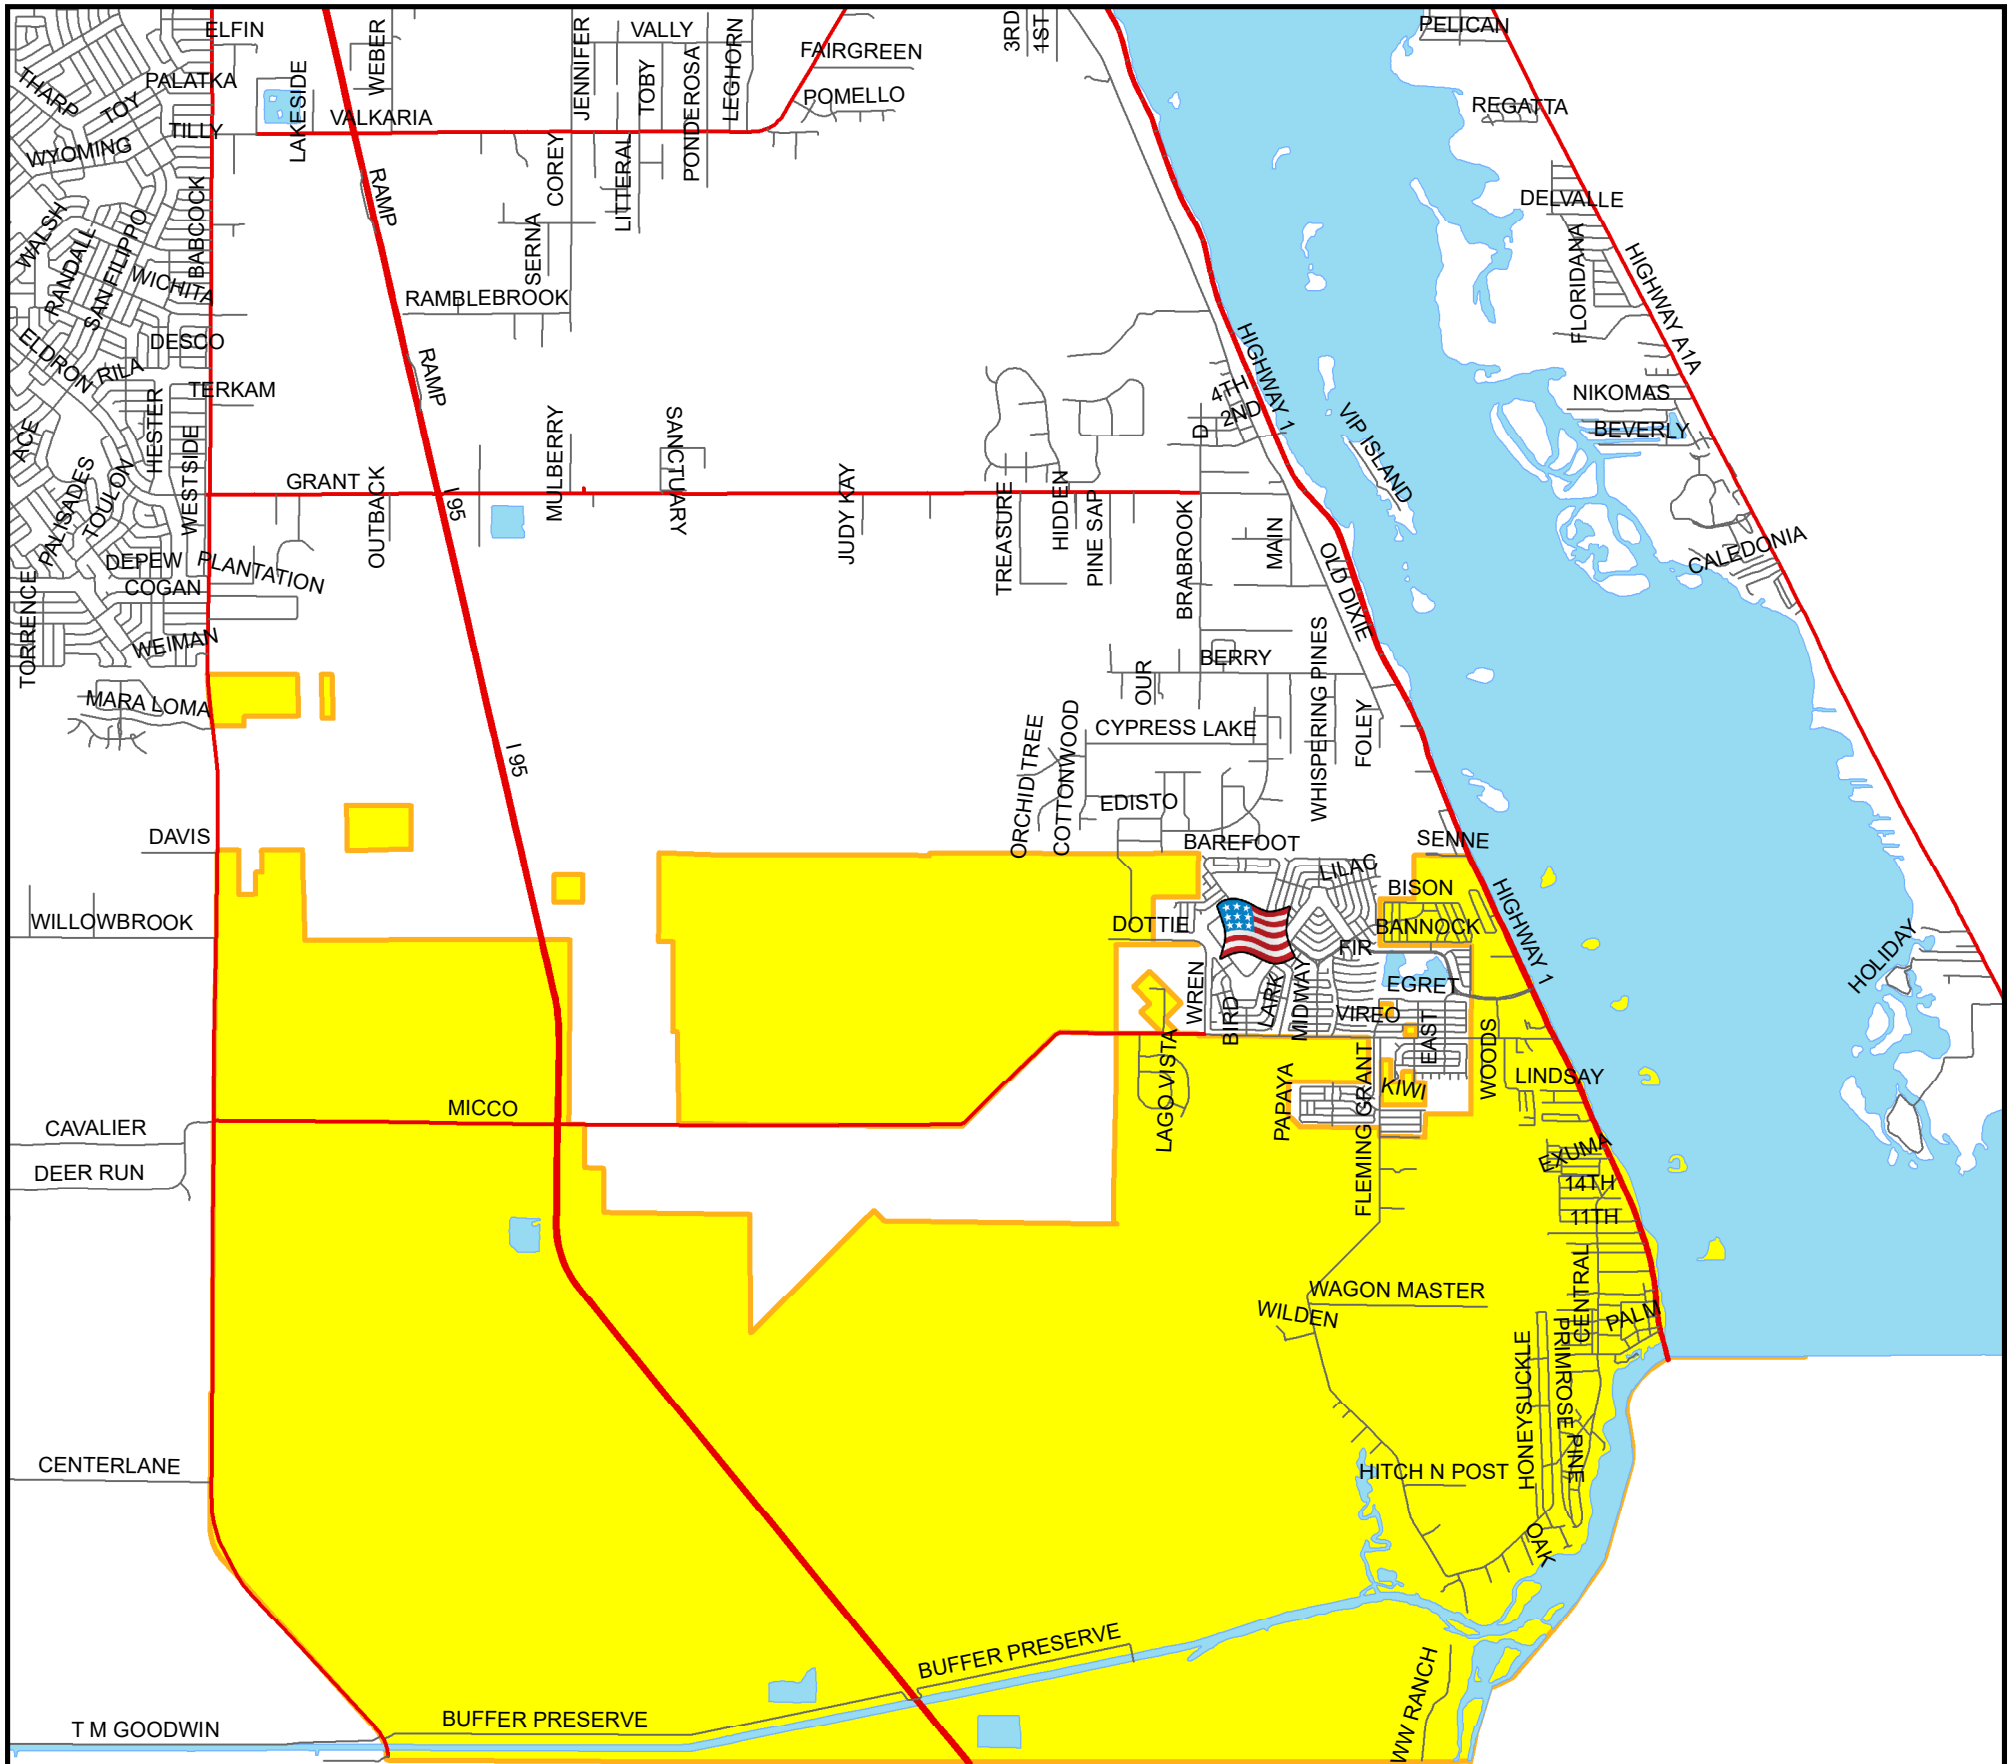 ELFIN
WEBER
JENNIFER
VALLY
3RD
1ST
PELICAN
FAIRGREEN
THARP
TOY
PALATKA
LAKESIDE
TOBY
PONDEROSA
LEGHORN
POMELLO
REGATTA
VALKARIA
TILLY
WYOMING
COREY
LITTERAL
RAMP
BABCOCK
DELVALLE
WALSH
RANDALL
SAN FILIPPO
WICHITA
SERNA
FLORIDANA
HIGHWAY A1A
RAMBLEBROOK
DESCO
ELDRON
RILA
TERKAM
RAMP
HIGHWAY 1
4TH
2ND
D
NIKOMAS
BEVERLY
VIP ISLAND
ACE
HESTER
WESTSIDE
PALISADES
TOULON
GRANT
OUTBACK
I 95
MULBERRY
SANCTUARY
JUDY KAY
TREASURE
HIDDEN
PINE SAP
BRABROOK
MAIN
OLD DIXIE
CALEDONIA
DEPEW
PLANTATION
COGAN
TORRENCE
WEIMAN
MARA LOMA
OUR
BERRY
WHISPERING PINES
FOLEY
CYPRESS LAKE
ORCHID TREE
COTTONWOOD
I 95
EDISTO
DAVIS
BAREFOOT
SENNE
LILAC
BISON
HIGHWAY 1
WILLOWBROOK
DOTTIE
BANNOCK
FIR
HOLIDAY
WREN
BIRD
LARK
MIDWAY
EGRET
VIREO
EAST
WOODS
LAGO VISTA
PAPAYA
FLEMING GRANT
KIWI
LINDSAY
MICCO
CAVALIER
DEER RUN
EXUMA
14TH
11TH
CENTRAL
WAGON MASTER
WILDEN
PALM
HONEYSUCKLE
PRIMROSE
PINE
CENTERLANE
HITCH N POST
OAK
BUFFER PRESERVE
WW RANCH
T M GOODWIN
BUFFER PRESERVE